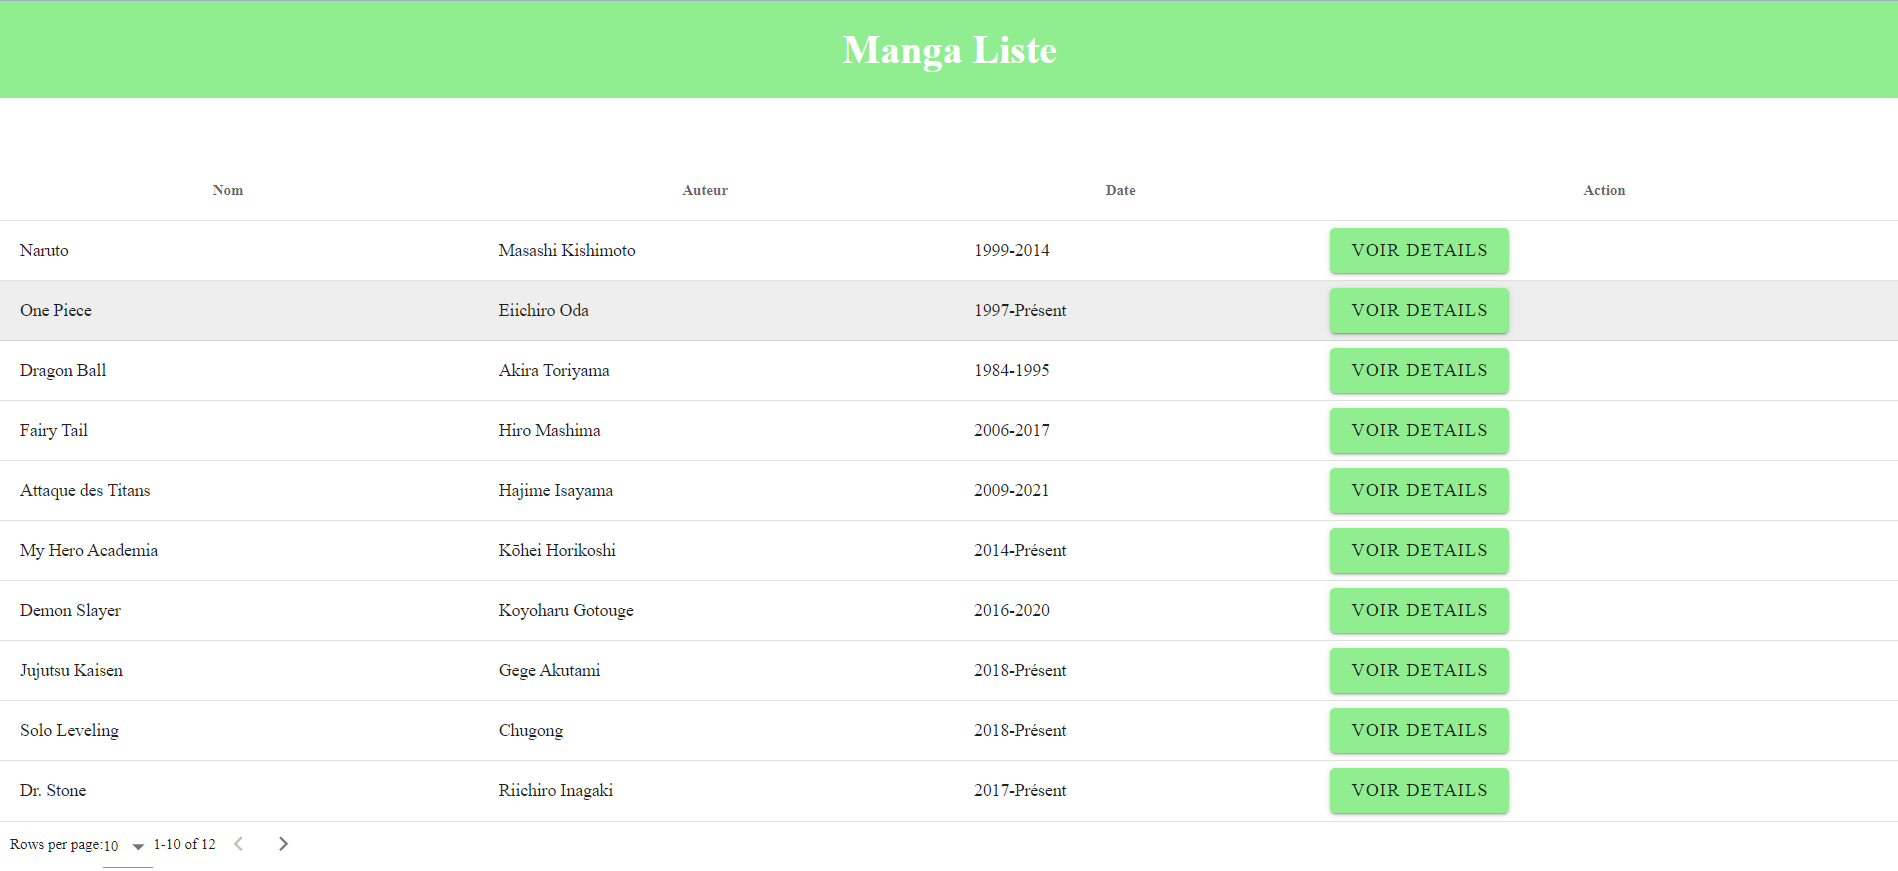 Manga Liste
Nom Auteur Date Action
Naruto Masashi Kishimoto 1999-2014 VOIR DETAILS
One Piece Eiichiro Oda 1997-Présent VOIR DETAILS
Dragon Ball Akira Toriyama 1984-1995 VOIR DETAILS
Fairy Tail Hiro Mashima 2006-2017 VOIR DETAILS
Attaque des Titans Hajime Isayama 2009-2021 VOIR DETAILS
My Hero Academia Kōhei Horikoshi 2014-Présent VOIR DETAILS
Demon Slayer Koyoharu Gotouge 2016-2020 VOIR DETAILS
Jujutsu Kaisen Gege Akutami 2018-Présent VOIR DETAILS
Solo Leveling Chugong 2018-Présent VOIR DETAILS
Dr. Stone Riichiro Inagaki 2017-Présent VOIR DETAILS
Rows per page: 10 1-10 of 12